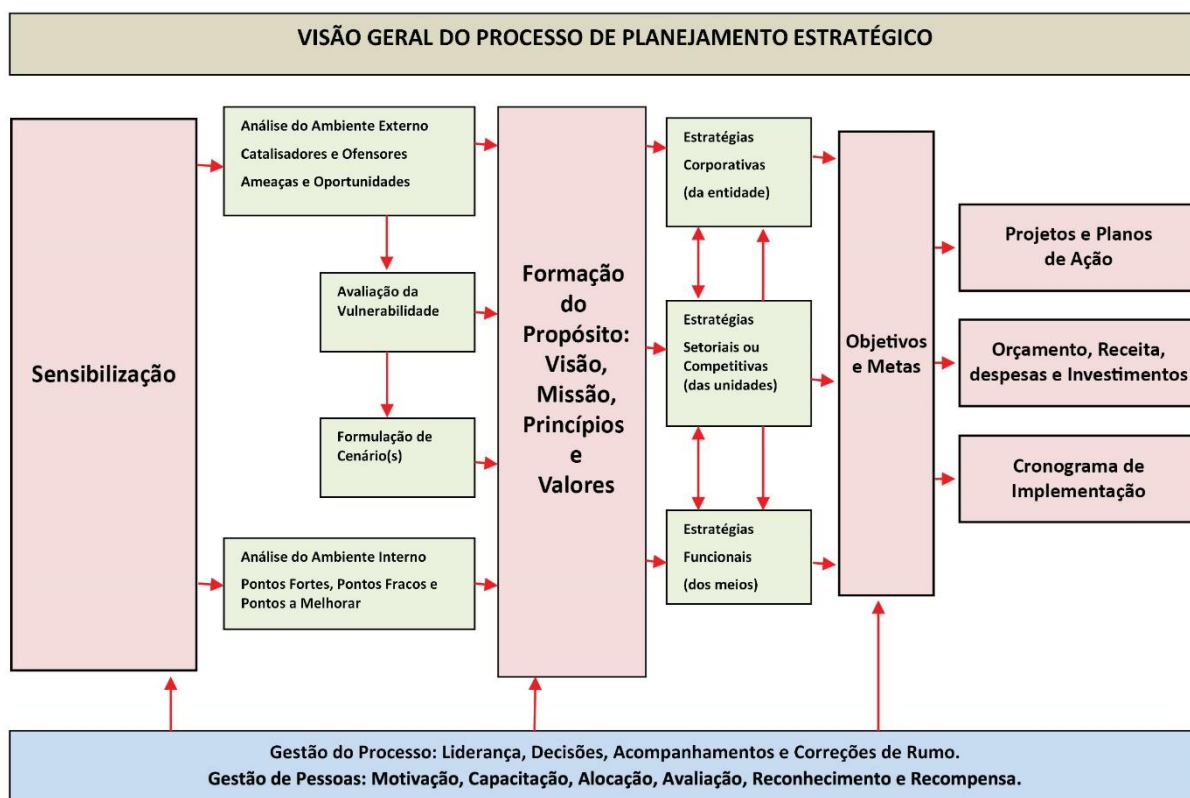 VISÃO GERAL DO PROCESSO DE PLANEJAMENTO ESTRATÉGICO
Sensibilização
Análise do Ambiente Externo
Catalisadores e Ofensores
Ameaças e Oportunidades
Avaliação da
Vulnerabilidade
Formulação de
Cenário(s)
Análise do Ambiente Interno
Pontos Fortes, Pontos Fracos e
Pontos a Melhorar
Formação
do
Propósito:
Visão,
Missão,
Princípios
e
Valores
Estratégias
Corporativas
(da entidade)
Estratégias
Setoriais ou
Competitivas
(das unidades)
Estratégias
Funcionais
(dos meios)
Objetivos
e Metas
Projetos e Planos
de Ação
Orçamento, Receita,
despesas e Investimentos
Cronograma de
Implementação
Gestão do Processo: Liderança, Decisões, Acompanhamentos e Correções de Rumo.
Gestão de Pessoas: Motivação, Capacitação, Alocação, Avaliação, Reconhecimento e Recompensa.